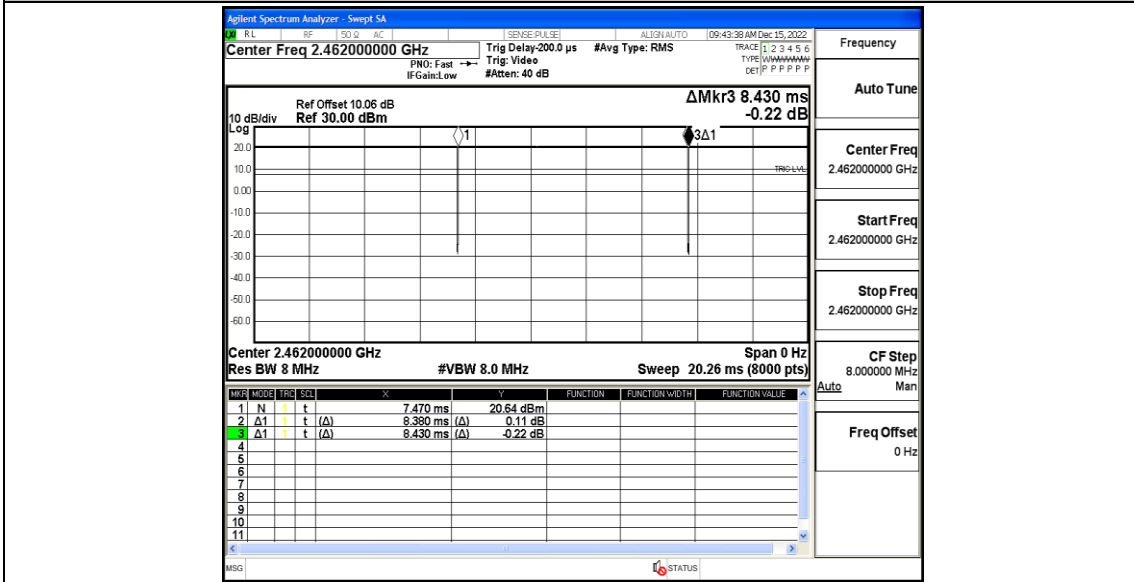 Agilent Spectrum Analyzer - Swept SA
LXI RL RF 50 Ω AC SENSE:PULSE ALIGN AUTO 09:43:38 AM Dec 15, 2022
Center Freq 2.462000000 GHz
PNO: Fast
IFGain:Low
Trig Delay-200.0 µs
Trig: Video
#Atten: 40 dB
#Avg Type: RMS
TRACE 1 2 3 4 5 6
TYPE WWWWWW
DET P P P P P P
ΔMkr3 8.430 ms
-0.22 dB
Ref Offset 10.06 dB
10 dB/div Ref 30.00 dBm
Log
1
3Δ1
20.0
10.0
TRIG LVL
0.00
-10.0
-20.0
-30.0
-40.0
-50.0
-60.0
Center 2.462000000 GHz Span 0 Hz
Res BW 8 MHz #VBW 8.0 MHz Sweep 20.26 ms (8000 pts)
MKR MODE TRC SCL X Y FUNCTION FUNCTION WIDTH FUNCTION VALUE
1 N 1 t 7.470 ms 20.64 dBm
2 Δ1 1 t (Δ) 8.380 ms (Δ) 0.11 dB
3 Δ1 1 t (Δ) 8.430 ms (Δ) -0.22 dB
4
5
6
7
8
9
10
11
MSG STATUS
Frequency
Auto Tune
Center Freq
2.462000000 GHz
Start Freq
2.462000000 GHz
Stop Freq
2.462000000 GHz
CF Step
8.000000 MHz
Auto Man
Freq Offset
0 Hz